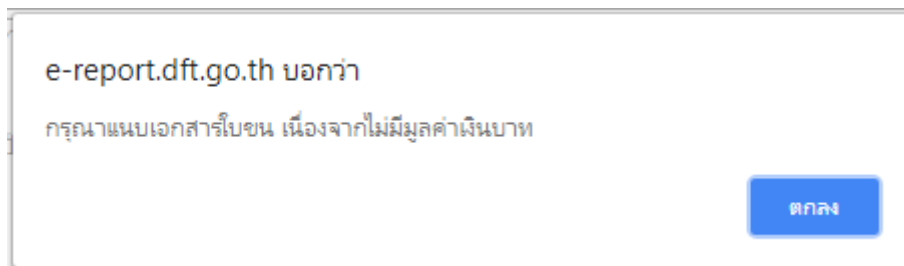 e-report.dft.go.th บอกว่า
กรุณาแนบเอกสารใบขน เนื่องจากไม่มีมูลค่าเงินบาท
ตกลง